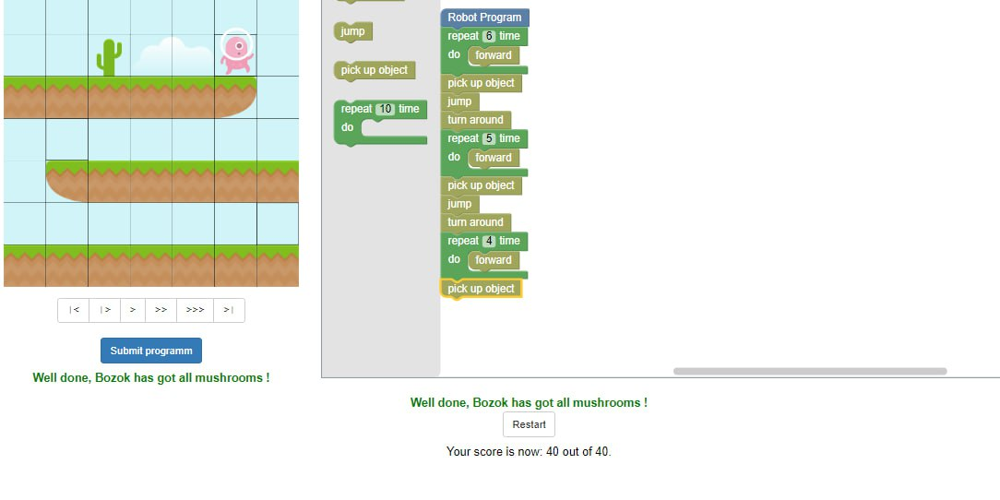 jump
pick up object
repeat 10 time
do
Robot Program
repeat 6 time
do forward
pick up object
jump
turn around
repeat 5 time
do forward
pick up object
jump
turn around
repeat 4 time
do forward
pick up object
|< |> > >> >>> >|
Submit programm
Well done, Bozok has got all mushrooms !
Well done, Bozok has got all mushrooms !
Restart
Your score is now: 40 out of 40.